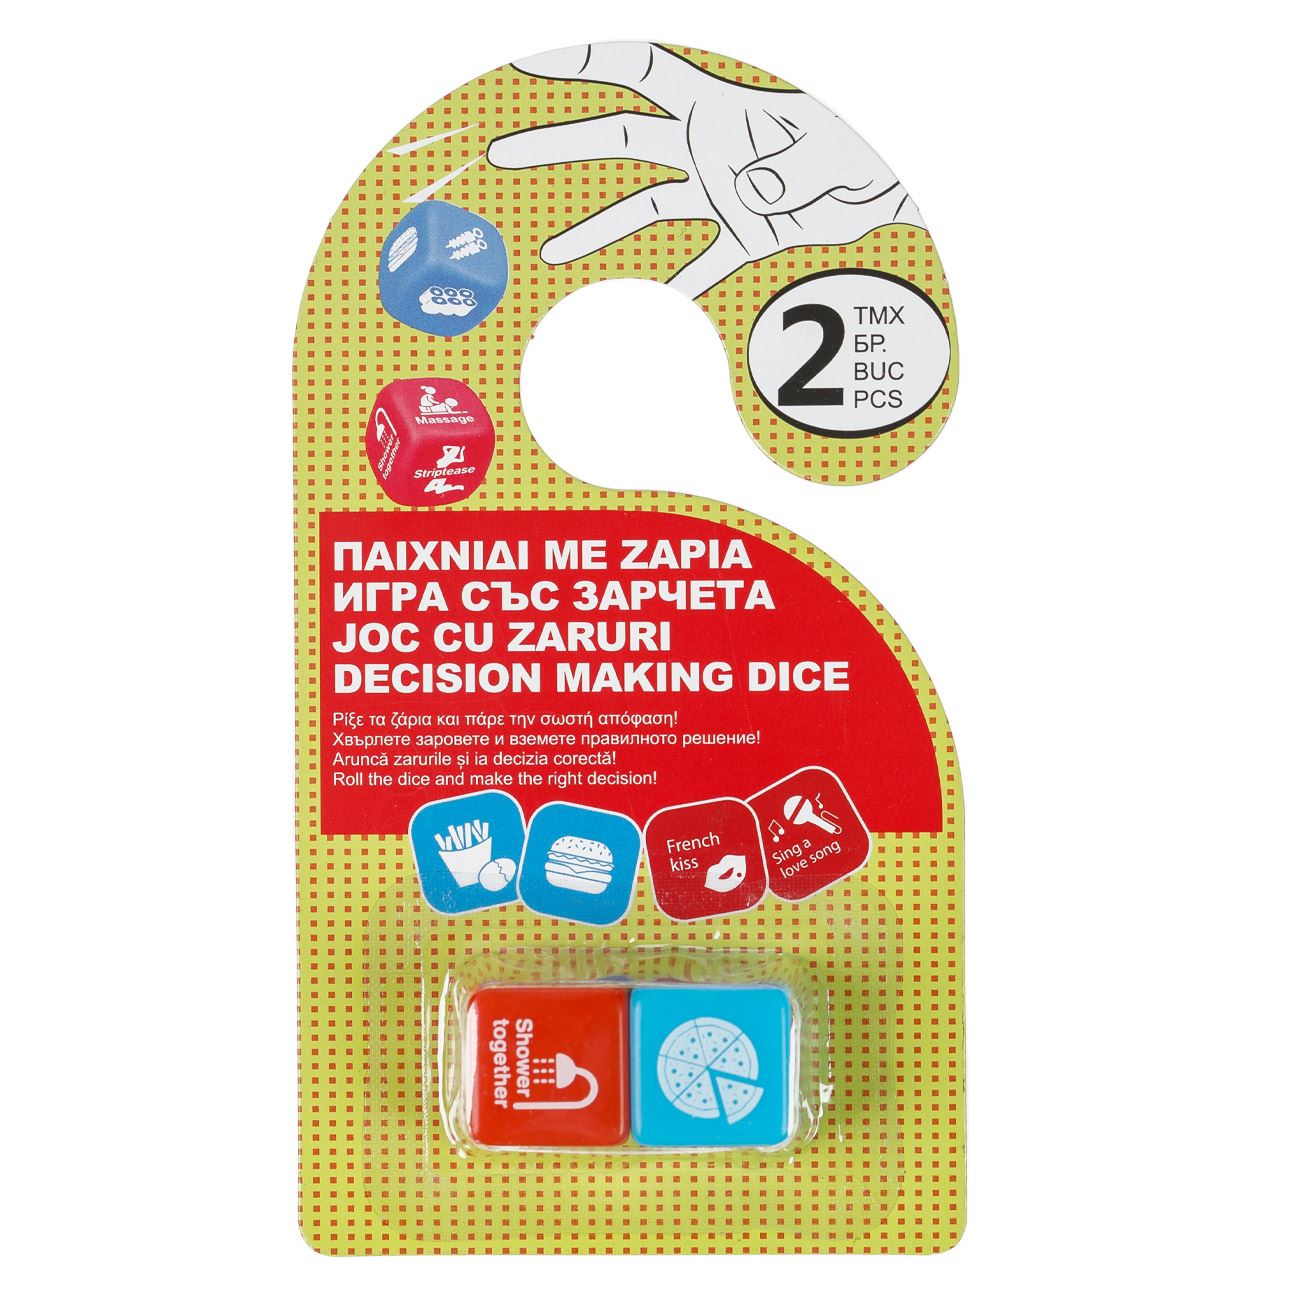 2
ΤΜΧ
БР.
BUC
PCS
Massage
Shower
together
Striptease
ΠΑΙΧΝΙΔΙ ΜΕ ΖΑΡΙΑ
ИГРА СЪС ЗАРЧЕТА
JOC CU ZARURI
DECISION MAKING DICE
Ρίξε τα ζάρια και πάρε την σωστή απόφαση!
Хвърлете заровете и вземете правилното решение!
Aruncă zarurile și ia decizia corectă!
Roll the dice and make the right decision!
French
kiss
Sing a
love song
Shower
together